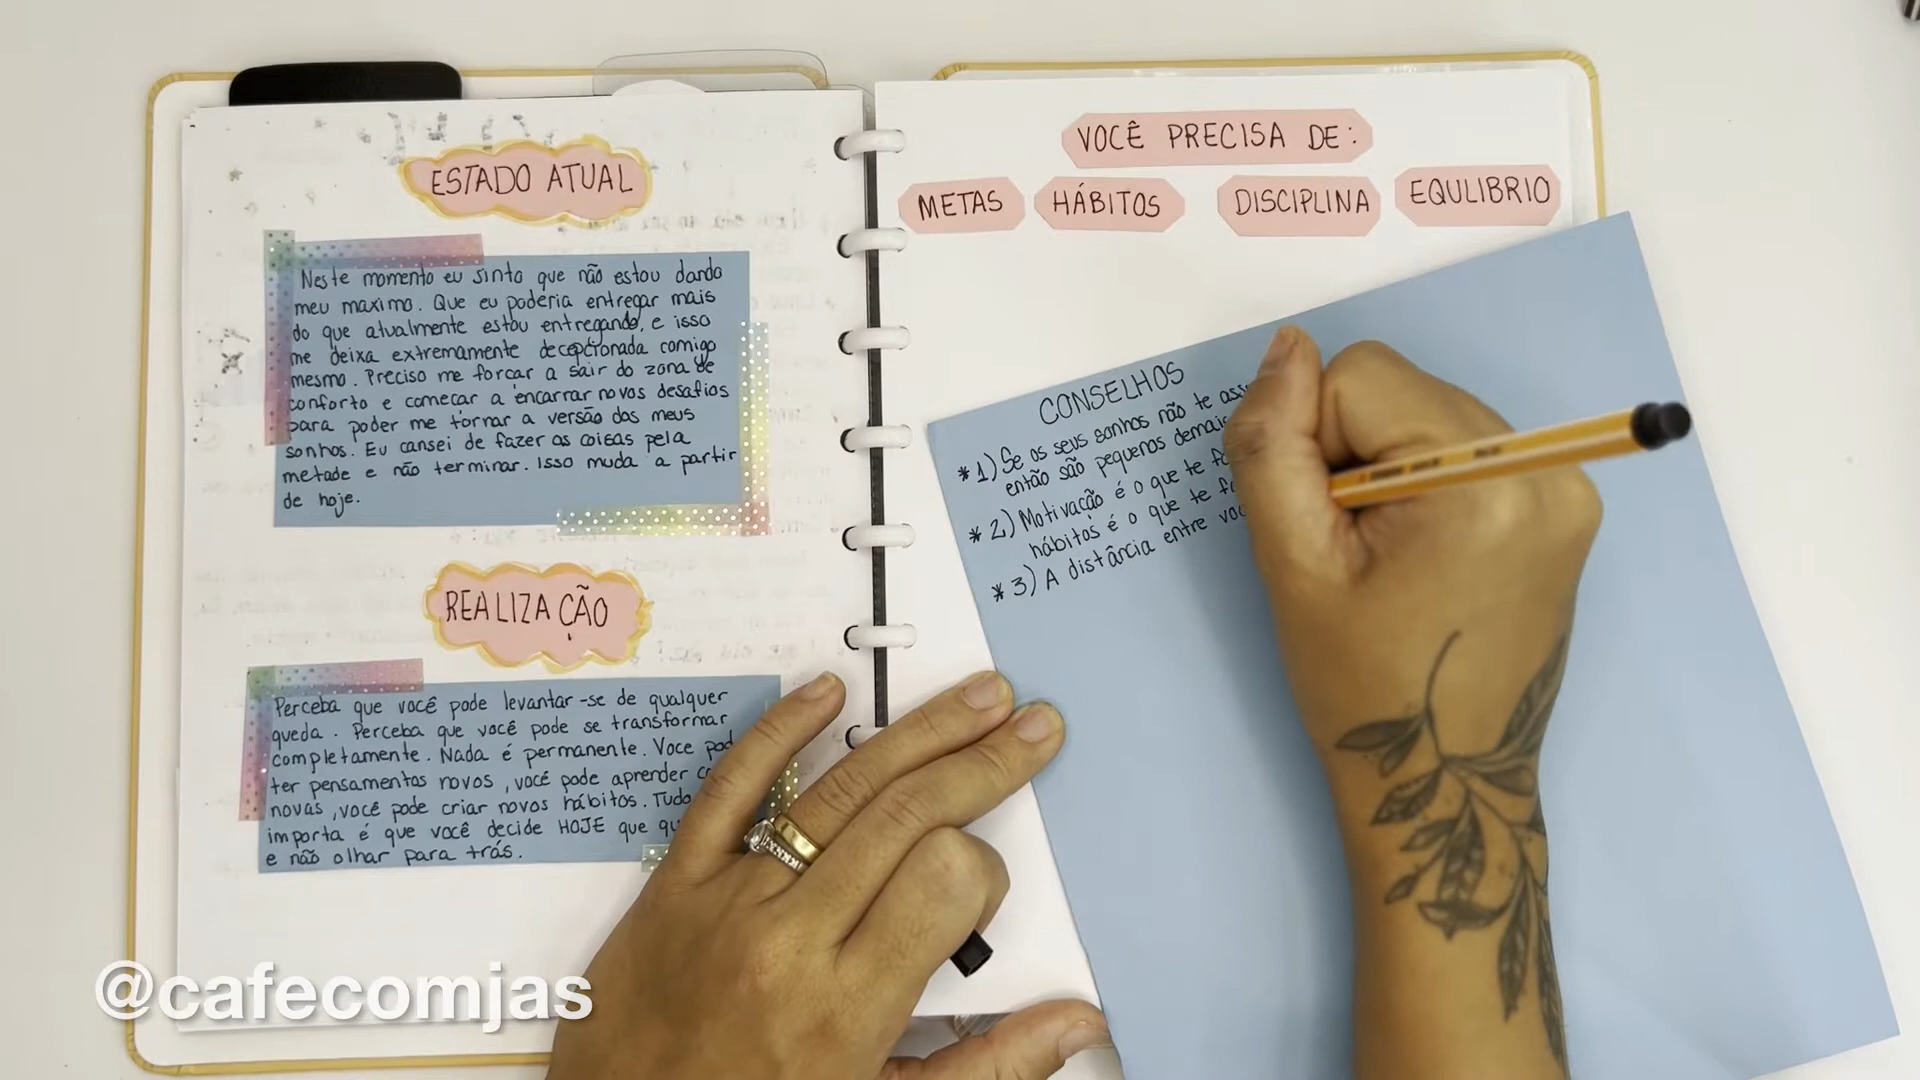 ESTADO ATUAL
Neste momento eu sinto que não estou dando
meu maximo. Que eu poderia entregar mais
do que atualmente estou entregando, e isso
me deixa extremamente decepcionada comigo
mesmo. Preciso me forcar a sair do zona de
conforto e comecar a encarrar novos desafios
para poder me tornar a versão dos meus
sonhos. Eu cansei de fazer as coisas pela
metade e não terminar. Isso muda a partir
de hoje.
REALIZAÇÃO
Perceba que você pode levantar-se de qualquer
queda. Perceba que você pode se transformar
completamente. Nada é permanente. Voce
ter pensamentos novos, você pode aprender
novas, você pode criar novos hábitos. Tudo
importa é que você decide HOJE que
e não olhar para trás.
VOCÊ PRECISA DE:
METAS HÁBITOS DISCIPLINA EQULIBRIO
CONSELHOS
* 1) Se os seus sonhos não te
então são pequenos demais
* 2) Motivação é o que te
hábitos é o que te
* 3) A distância entre
@cafecomjas